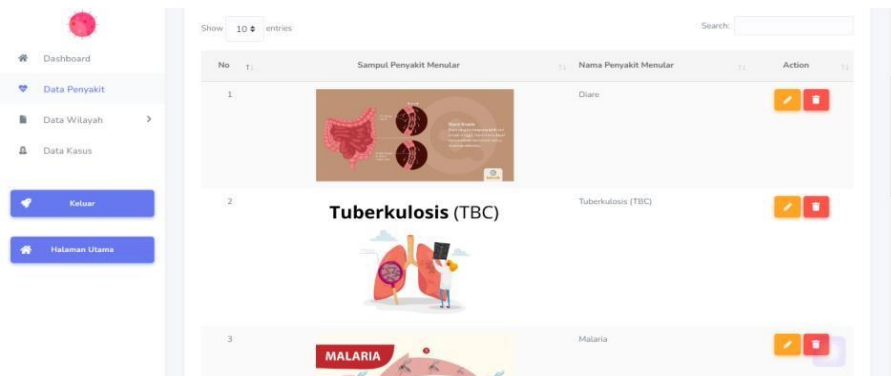 Show 10 entries
Search:
Dashboard
Data Penyakit
Data Wilayah
Data Kasus
Keluar
Halaman Utama
No Sampul Penyakit Menular Nama Penyakit Menular Action
1 Diare
2 Tuberkulosis (TBC) Tuberkulosis (TBC)
3 Malaria
MALARIA